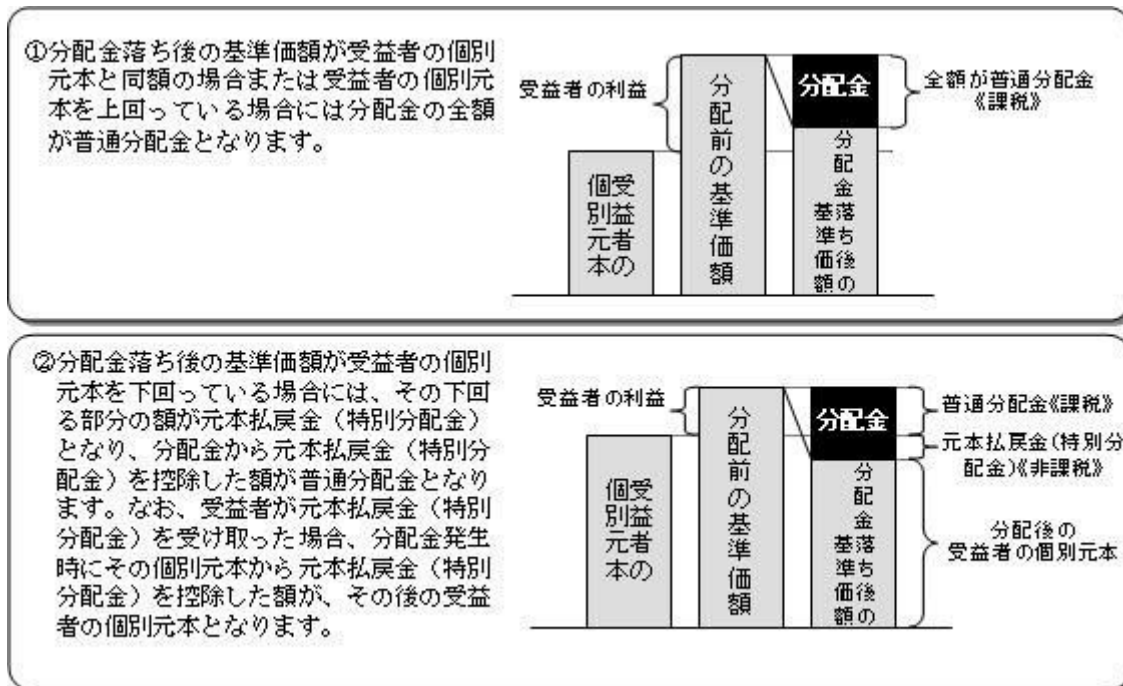 ①分配金落ち後の基準価額が受益者の個別
元本と同額の場合または受益者の個別元
本を上回っている場合には分配金の全額
が普通分配金となります。
受益者の利益
受益者の
個別元本
分配前の基準価額
分配金
分配金落ち後の
基準価額
全額が普通分配金
《課税》
②分配金落ち後の基準価額が受益者の個別
元本を下回っている場合には、その下回
る部分の額が元本払戻金（特別分配金）
となり、分配金から元本払戻金（特別分
配金）を控除した額が普通分配金となり
ます。なお、受益者が元本払戻金（特別
分配金）を受け取った場合、分配金発生
時にその個別元本から元本払戻金（特別
分配金）を控除した額が、その後の受益
者の個別元本となります。
受益者の利益
受益者の
個別元本
分配前の基準価額
分配金
分配金落ち後の
基準価額
普通分配金《課税》
元本払戻金(特別分
配金)《非課税》
分配後の
受益者の個別元本